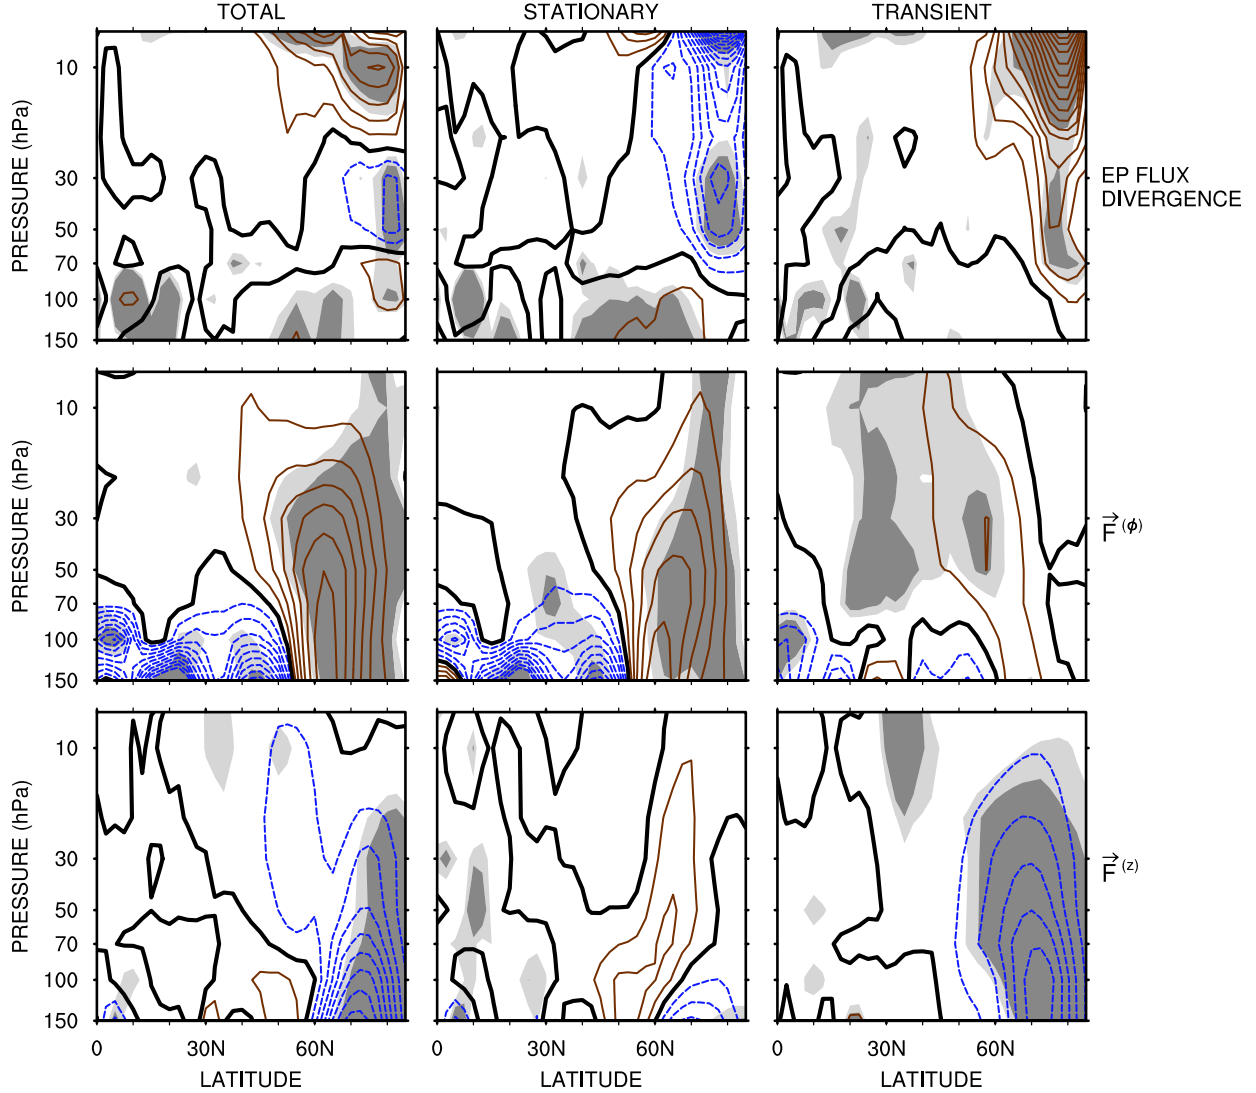 TOTAL STATIONARY TRANSIENT
PRESSURE (hPa)
10
30
50
70
100
150
EP FLUX
DIVERGENCE
PRESSURE (hPa)
10
30
50
70
100
150
F (ϕ)
PRESSURE (hPa)
10
30
50
70
100
150
F (z)
0 30N 60N 0 30N 60N 0 30N 60N
LATITUDE LATITUDE LATITUDE